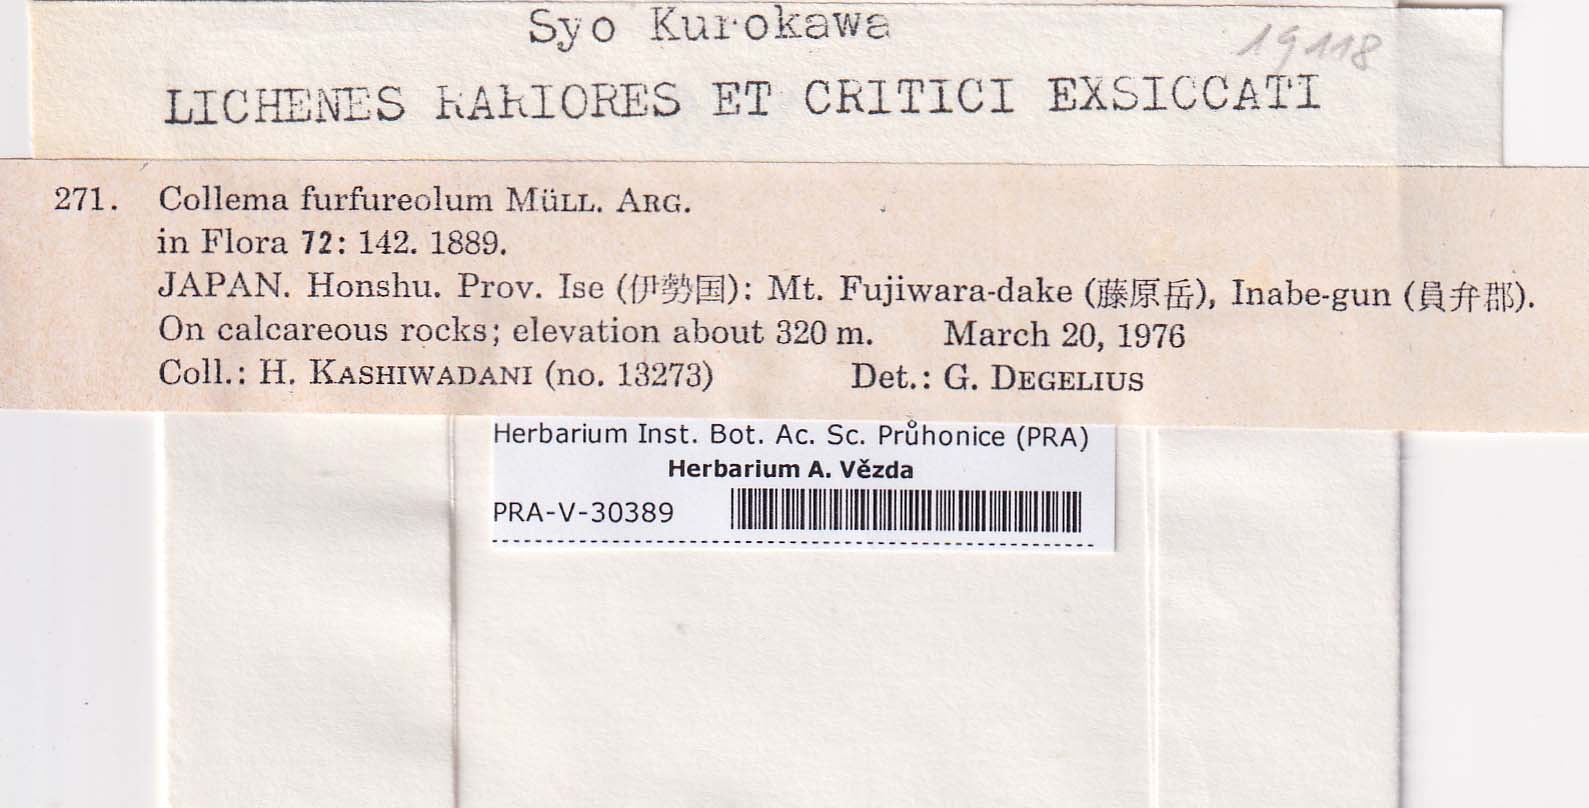 Syo Kurokawa
19118
LICHENES RARIORES ET CRITICI EXSICCATI
271. Collema furfureolum MÜLL. ARG.
in Flora 72: 142. 1889.
JAPAN. Honshu. Prov. Ise (伊勢国): Mt. Fujiwara-dake (藤原岳), Inabe-gun (員弁郡).
On calcareous rocks; elevation about 320 m. March 20, 1976
Coll.: H. KASHIWADANI (no. 13273) Det.: G. DEGELIUS
Herbarium Inst. Bot. Ac. Sc. Průhonice (PRA)
Herbarium A. Vězda
PRA-V-30389